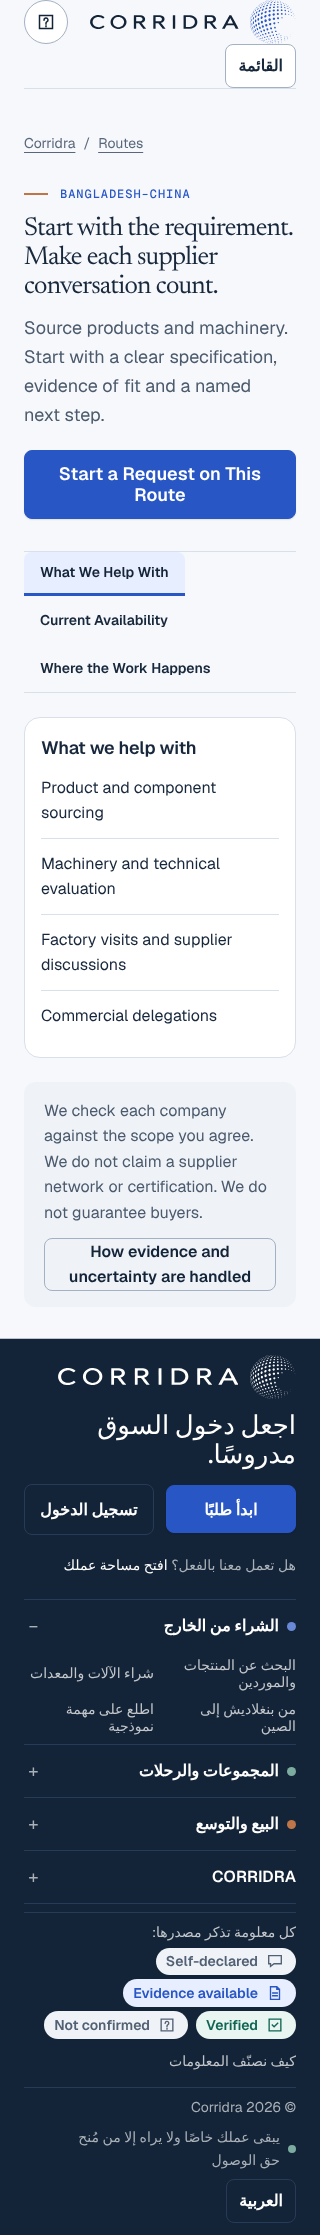 CORRIDRA
القائمة
Corridra / Routes
BANGLADESH–CHINA
Start with the requirement.
Make each supplier
conversation count.
Source products and machinery.
Start with a clear specification,
evidence of fit and a named
next step.
Start a Request on This
Route
What We Help With
Current Availability
Where the Work Happens
What we help with
Product and component
sourcing
Machinery and technical
evaluation
Factory visits and supplier
discussions
Commercial delegations
We check each company
against the scope you agree.
We do not claim a supplier
network or certification. We do
not guarantee buyers.
How evidence and
uncertainty are handled
CORRIDRA
اجعل دخول السوق
مدروسًا.
ابدأ طلبًا
تسجيل الدخول
هل تعمل معنا بالفعل؟ افتح مساحة عملك
الشراء من الخارج −
البحث عن المنتجات
والموردين
شراء الآلات والمعدات
من بنغلاديش إلى
الصين
اطلع على مهمة
نموذجية
المجموعات والرحلات +
البيع والتوسع +
CORRIDRA +
كل معلومة تذكر مصدرها:
Self-declared
Evidence available
Verified
Not confirmed
كيف نصنّف المعلومات
© 2026 Corridra
يبقى عملك خاصًا ولا يراه إلا من مُنح
حق الوصول
العربية